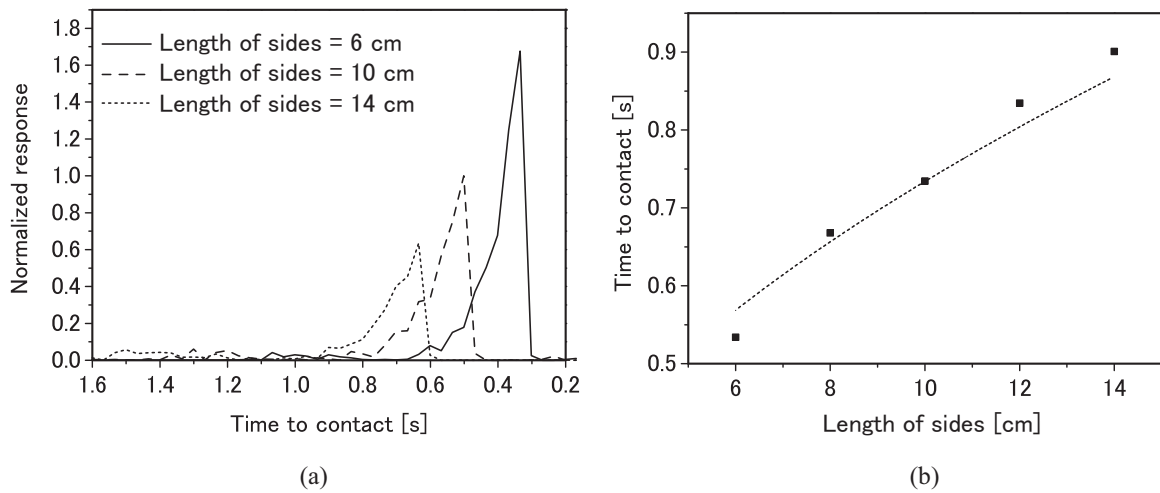 1.8
1.6
1.4
1.2
1.0
0.8
0.6
0.4
0.2
0.0
Normalized response
Length of sides = 6 cm
Length of sides = 10 cm
Length of sides = 14 cm
1.6 1.4 1.2 1.0 0.8 0.6 0.4 0.2
Time to contact [s]
(a)
0.9
0.8
0.7
0.6
0.5
Time to contact [s]
6 8 10 12 14
Length of sides [cm]
(b)